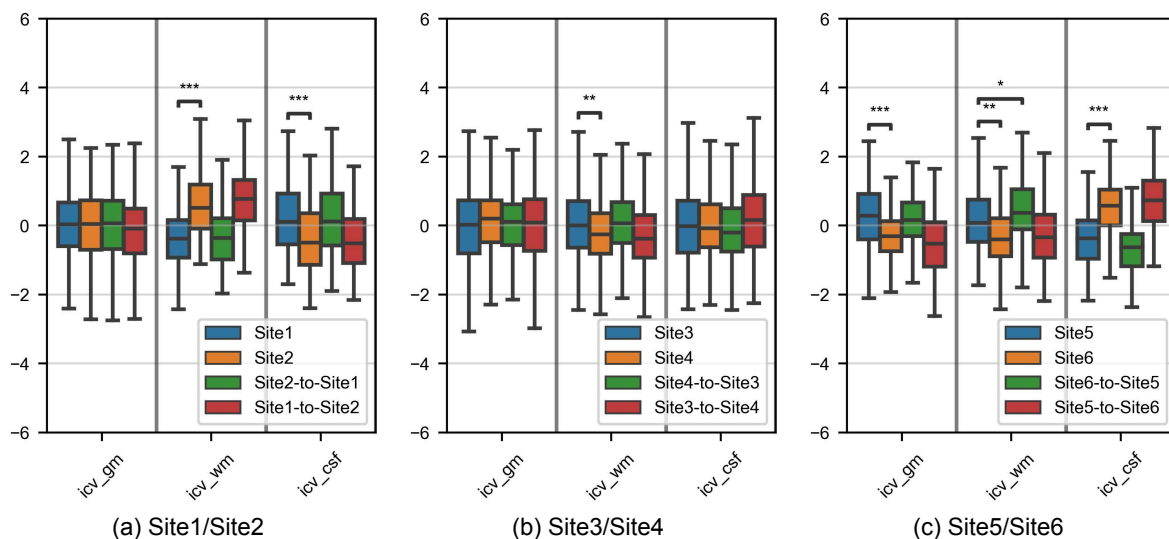 6
4
2
0
−2
−4
−6
***
***
Site1
Site2
Site2-to-Site1
Site1-to-Site2
icv_gm
icv_wm
icv_csf
(a) Site1/Site2
6
4
2
0
−2
−4
−6
**
Site3
Site4
Site4-to-Site3
Site3-to-Site4
icv_gm
icv_wm
icv_csf
(b) Site3/Site4
6
4
2
0
−2
−4
−6
***
*
**
***
Site5
Site6
Site6-to-Site5
Site5-to-Site6
icv_gm
icv_wm
icv_csf
(c) Site5/Site6